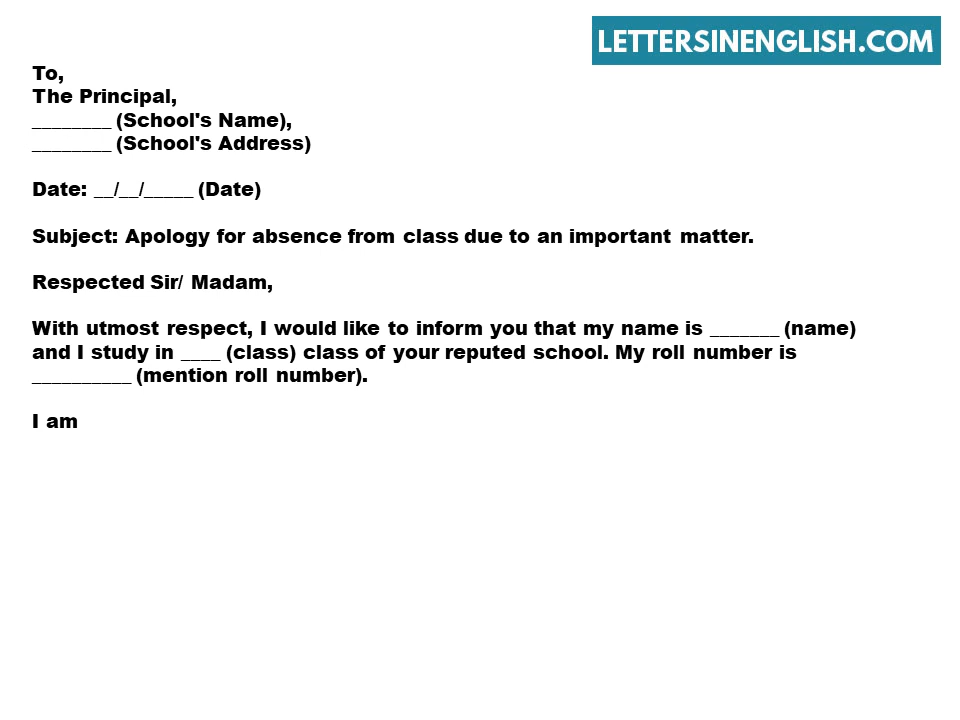 LETTERSINENGLISH.COM
To,
The Principal,
________ (School's Name),
________ (School's Address)
Date: __/__/_____ (Date)
Subject: Apology for absence from class due to an important matter.
Respected Sir/ Madam,
With utmost respect, I would like to inform you that my name is _______ (name)
and I study in ____ (class) class of your reputed school. My roll number is
__________ (mention roll number).
I am